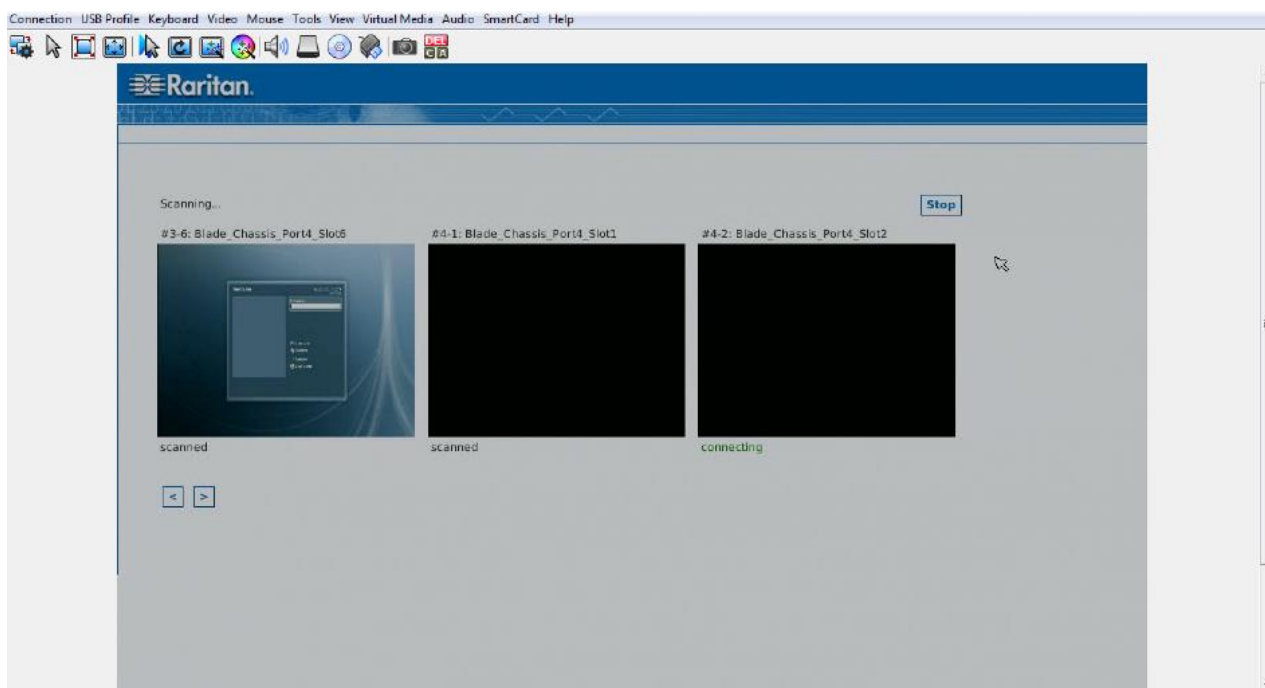 Connection USB Profile Keyboard Video Mouse Tools View Virtual Media Audio SmartCard Help
DEL
C A
Raritan.
Scanning...
Stop
#3-6: Blade_Chassis_Port4_Slot6
#4-1: Blade_Chassis_Port4_Slot1
#4-2: Blade_Chassis_Port4_Slot2
scanned
scanned
connecting
< >